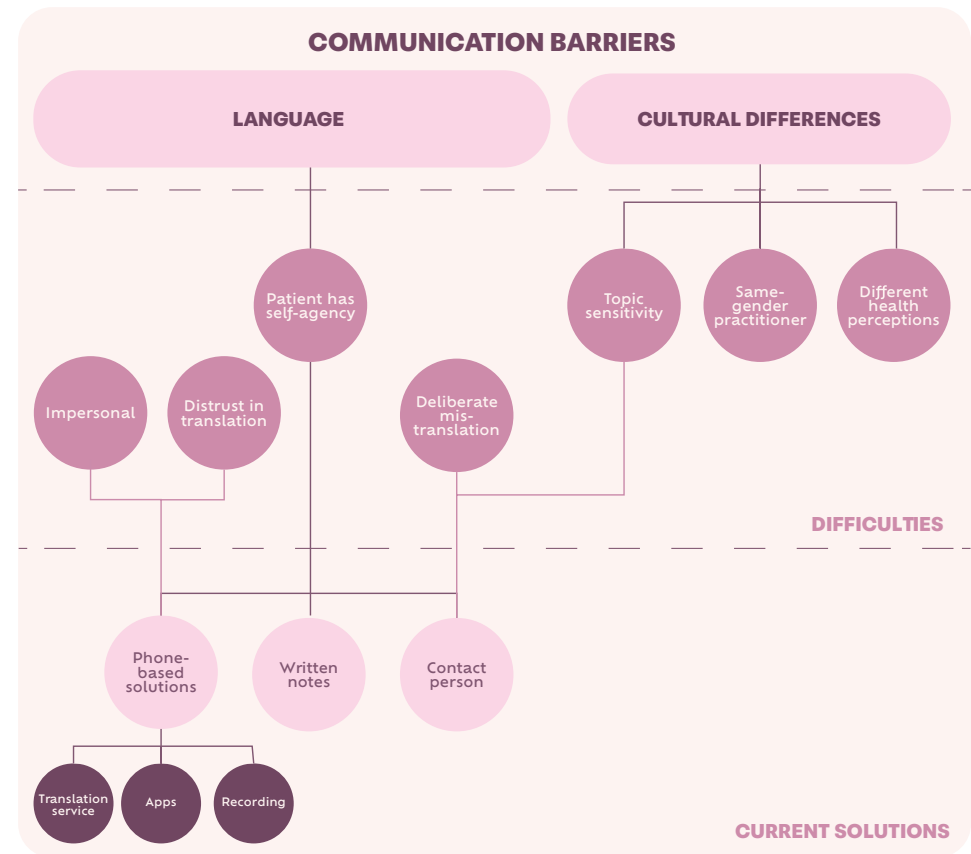 COMMUNICATION BARRIERS
LANGUAGE
CULTURAL DIFFERENCES
Patient has
self-agency
Topic
sensitivity
Same-
gender
practitioner
Different
health
perceptions
Impersonal
Distrust in
translation
Deliberate
mis-
translation
DIFFICULTIES
Phone-
based
solutions
Written
notes
Contact
person
Translation
service
Apps
Recording
CURRENT SOLUTIONS